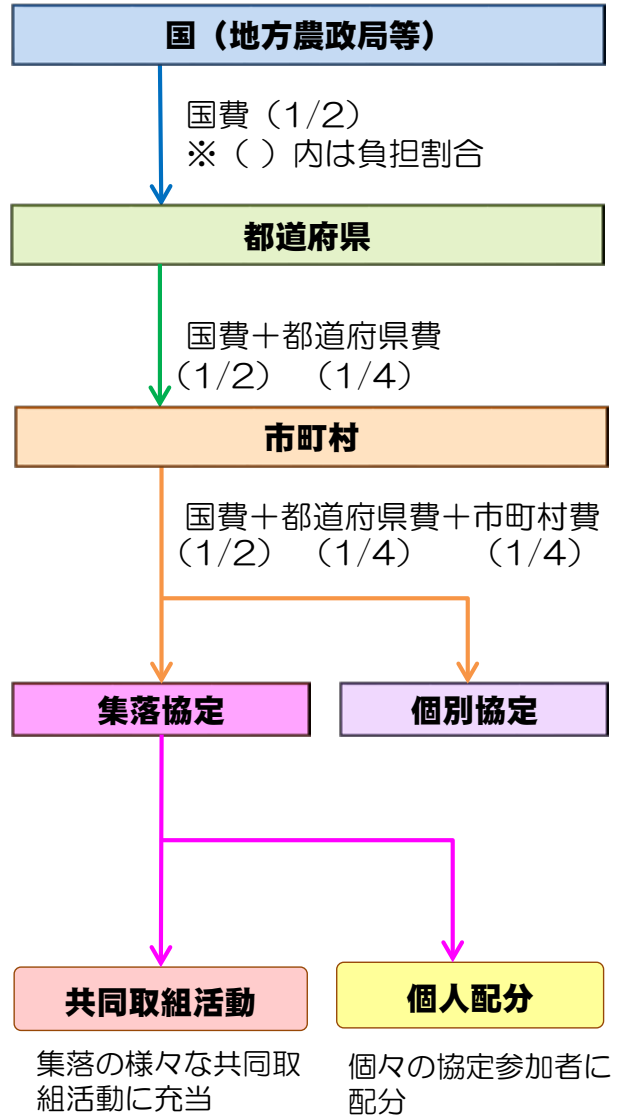 国（地方農政局等）
国費（1/2）
※（ ）内は負担割合
都道府県
国費＋都道府県費
（1/2） （1/4）
市町村
国費＋都道府県費＋市町村費
（1/2） （1/4） （1/4）
集落協定
個別協定
共同取組活動
個人配分
集落の様々な共同取
組活動に充当
個々の協定参加者に
配分